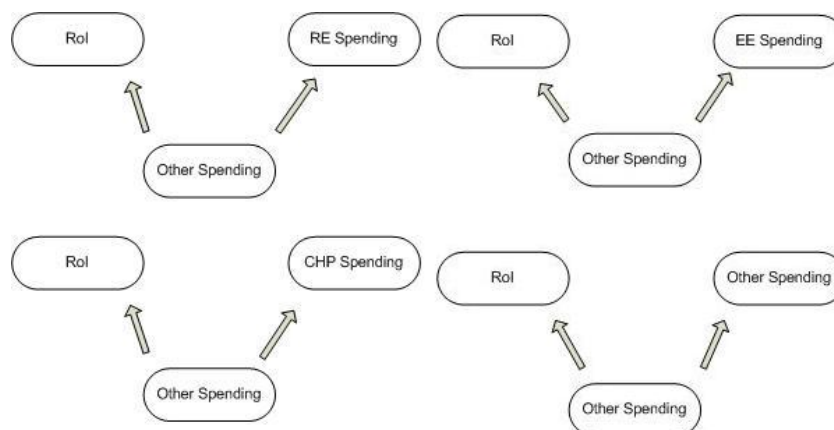 RoI
RE Spending
Other Spending
RoI
EE Spending
Other Spending
RoI
CHP Spending
Other Spending
RoI
Other Spending
Other Spending